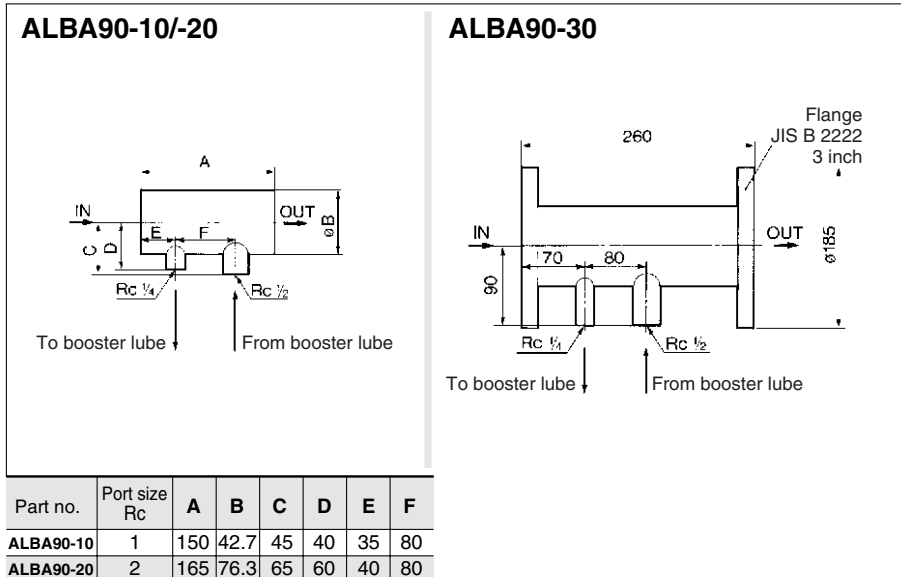 ALBA90-10/-20
A
IN
OUT
øB
C
D
E
F
Rc ¼
Rc ½
To booster lube
From booster lube
ALBA90-30
Flange
JIS B 2222
3 inch
260
IN
OUT
70
80
90
ø185
Rc ¼
Rc ½
To booster lube
From booster lube
Part no. Port size Rc A B C D E F
ALBA90-10 1 150 42.7 45 40 35 80
ALBA90-20 2 165 76.3 65 60 40 80